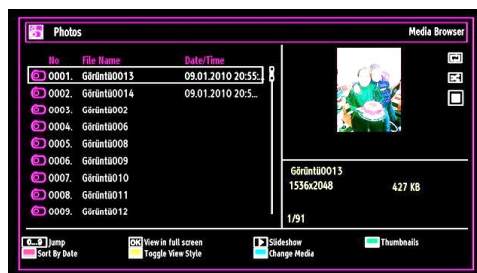 Photos Media Browser
No File Name Date/Time
0001. Görüntü0013 09.01.2010 20:55:..
0002. Görüntü0014 09.01.2010 20:5...
0003. Görüntü002
0004. Görüntü006
0005. Görüntü008
0006. Görüntü009
0007. Görüntü010
0008. Görüntü011
0009. Görüntü012
Görüntü0013
1536x2048 427 KB
1/91
0...9 Jump OK View in full screen Slideshow Thumbnails
Sort By Date Toggle View Style Change Media